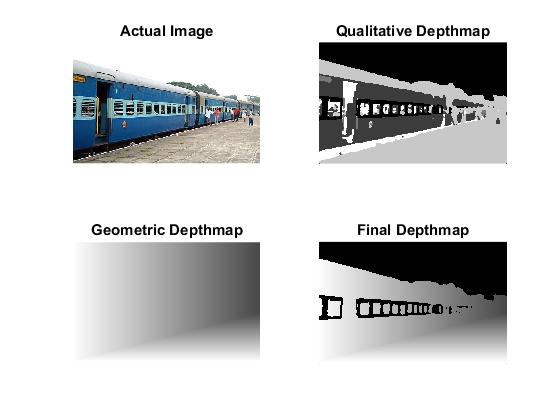 Actual Image
Qualitative Depthmap
Geometric Depthmap
Final Depthmap